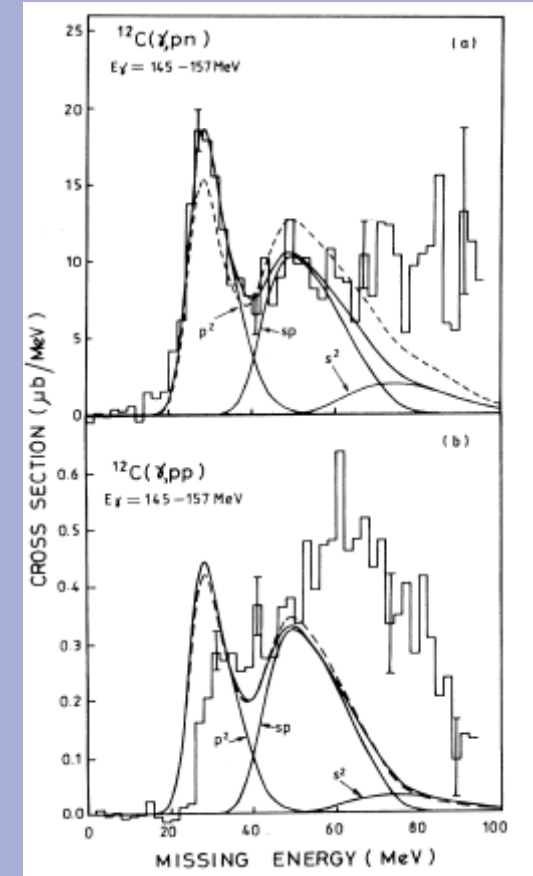 25
¹²C(γ,pn)
(a)
Eγ = 145 – 157 MeV
20
15
10
p²
sp
5
s²
0
(b)
0.6
¹²C(γ,pp)
Eγ = 145 – 157 MeV
0.5
0.4
0.3
0.2
p²
sp
0.1
s²
0.0
0 20 40 60 80 100
MISSING ENERGY (MeV)
CROSS SECTION (μb/MeV)